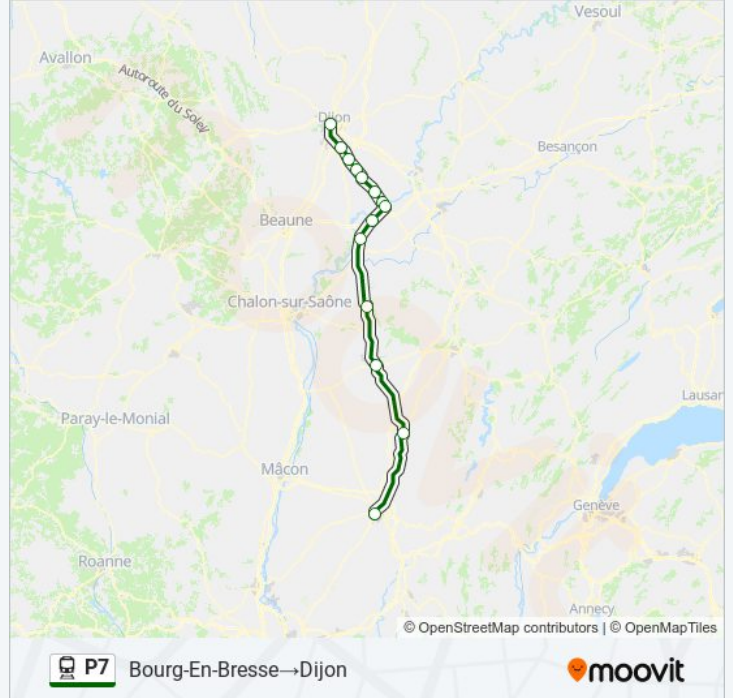 Vesoul
Avallon
Autoroute du Soleil
Dijon
Besançon
Beaune
Chalon-sur-Saône
Lausan
Paray-le-Monial
Mâcon
Genève
Roanne
Annecy
© OpenStreetMap contributors | © OpenMapTiles
P7 Bourg-En-Bresse→Dijon
moovit